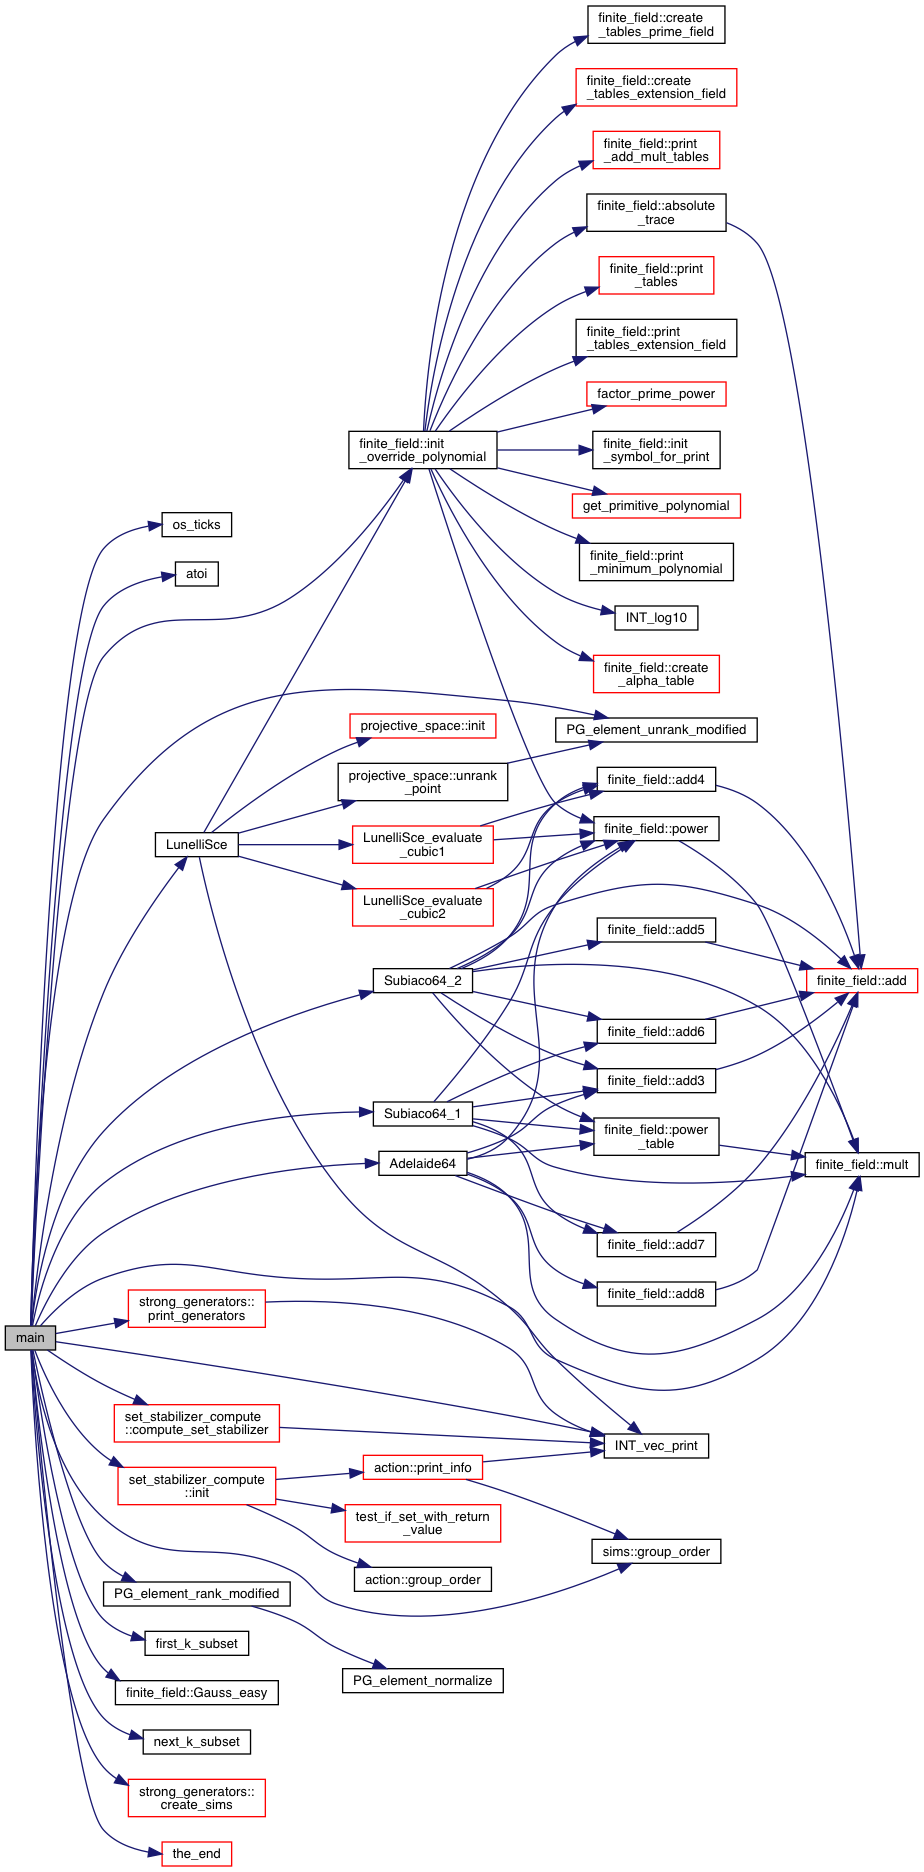 finite_field::create
_tables_prime_field
finite_field::create
_tables_extension_field
finite_field::print
_add_mult_tables
finite_field::absolute
_trace
finite_field::print
_tables
finite_field::print
_tables_extension_field
factor_prime_power
finite_field::init
_override_polynomial
finite_field::init
_symbol_for_print
get_primitive_polynomial
os_ticks
finite_field::print
_minimum_polynomial
atoi
INT_log10
finite_field::create
_alpha_table
projective_space::init
PG_element_unrank_modified
projective_space::unrank
_point
finite_field::add4
finite_field::power
LunelliSce
LunelliSce_evaluate
_cubic1
LunelliSce_evaluate
_cubic2
finite_field::add5
Subiaco64_2
finite_field::add
finite_field::add6
finite_field::add3
Subiaco64_1
finite_field::power
_table
Adelaide64
finite_field::mult
finite_field::add7
finite_field::add8
strong_generators::
print_generators
main
set_stabilizer_compute
::compute_set_stabilizer
INT_vec_print
action::print_info
set_stabilizer_compute
::init
test_if_set_with_return
_value
sims::group_order
action::group_order
PG_element_rank_modified
first_k_subset
PG_element_normalize
finite_field::Gauss_easy
next_k_subset
strong_generators::
create_sims
the_end